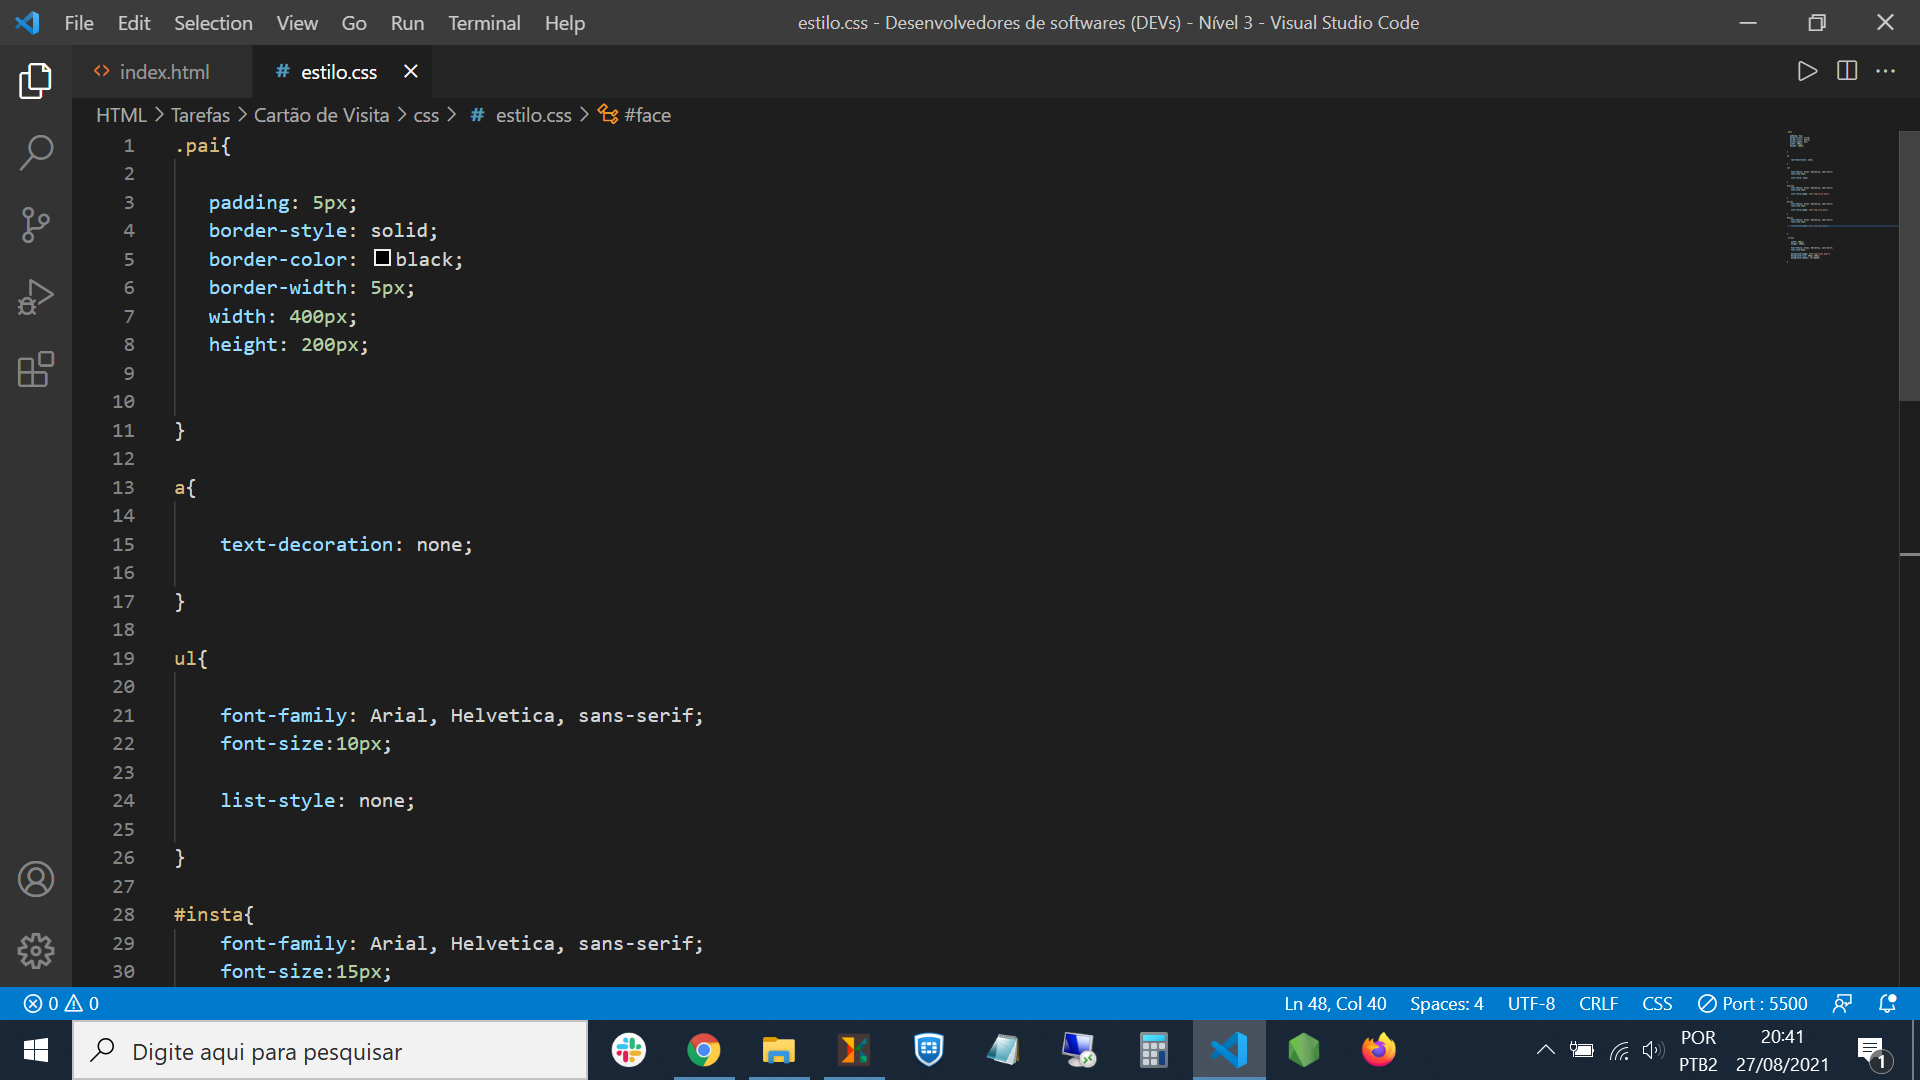 File Edit Selection View Go Run Terminal Help estilo.css - Desenvolvedores de softwares (DEVs) - Nível 3 - Visual Studio Code
index.html # estilo.css
HTML > Tarefas > Cartão de Visita > css > # estilo.css > #face
1 .pai{
2
3 padding: 5px;
4 border-style: solid;
5 border-color: black;
6 border-width: 5px;
7 width: 400px;
8 height: 200px;
9
10
11 }
12
13 a{
14
15 text-decoration: none;
16
17 }
18
19 ul{
20
21 font-family: Arial, Helvetica, sans-serif;
22 font-size:10px;
23
24 list-style: none;
25
26 }
27
28 #insta{
29 font-family: Arial, Helvetica, sans-serif;
30 font-size:15px;
0 0 Ln 48, Col 40 Spaces: 4 UTF-8 CRLF CSS Port : 5500
Digite aqui para pesquisar
POR 20:41
PTB2 27/08/2021 1